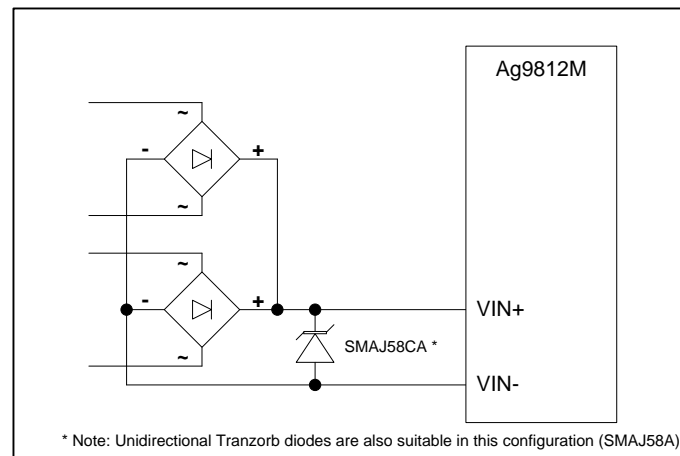 Ag9812M
~
- +
~
~
- +
~
VIN+
SMAJ58CA *
VIN-
* Note: Unidirectional Tranzorb diodes are also suitable in this configuration (SMAJ58A)